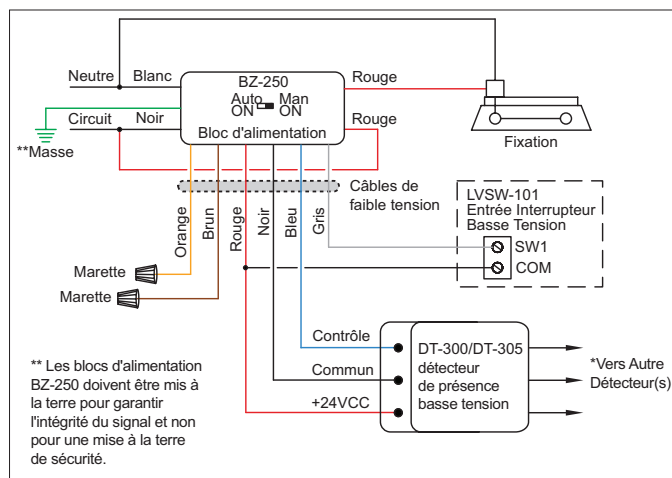 Neutre
Blanc
BZ-250
Auto Man
ON ON
Bloc d'alimentation
Rouge
Rouge
Circuit
Noir
**Masse
Fixation
Câbles de
faible tension
Orange
Brun
Rouge
Noir
Bleu
Gris
LVSW-101
Entrée Interrupteur
Basse Tension
SW1
COM
Marette
Marette
Contrôle
Commun
+24VCC
DT-300/DT-305
détecteur
de présence
basse tension
*Vers Autre
Détecteur(s)
** Les blocs d'alimentation
BZ-250 doivent être mis à
la terre pour garantir
l'intégrité du signal et non
pour une mise à la terre
de sécurité.